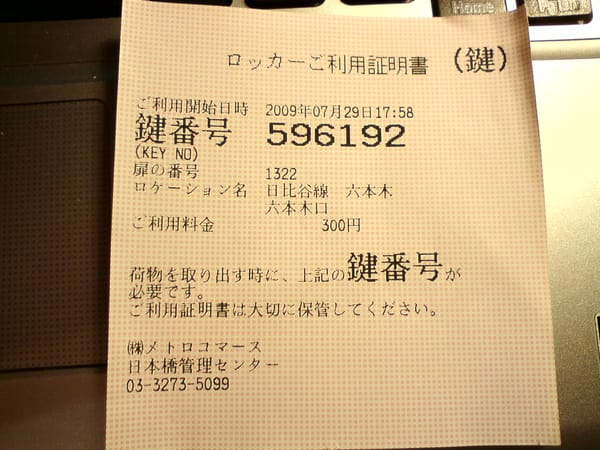 Home
ロッカーご利用証明書 (鍵)
ご利用開始日時 2009年07月29日17:58
鍵番号 596192
(KEY NO)
扉の番号 1322
ロケーション名 日比谷線 六本木
六本木口
ご利用料金 300円
荷物を取り出す時に、上記の鍵番号が
必要です。
ご利用証明書は大切に保管してください。
㈱メトロコマース
日本橋管理センター
03-3273-5099